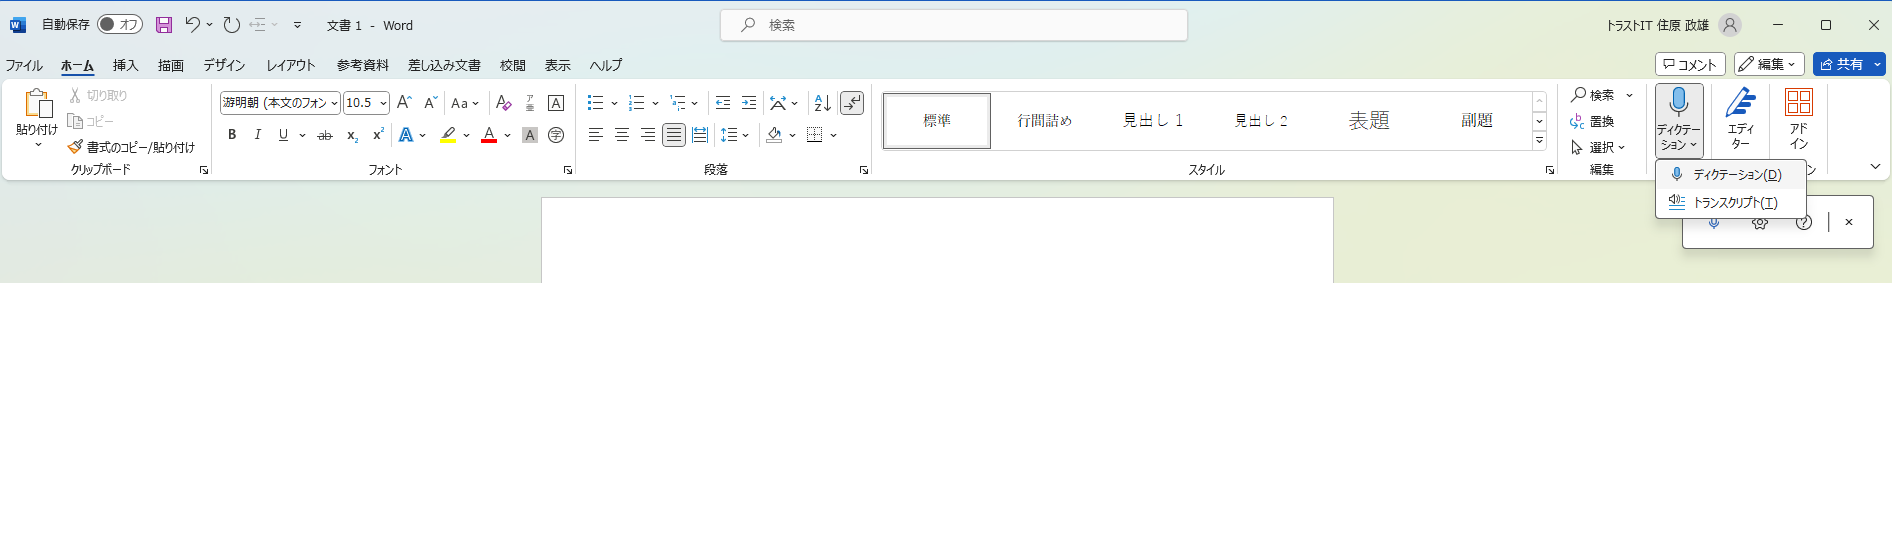 自動保存 オフ 文書 1 - Word 検索 トラストIT 住原 政雄
ファイル ホーム 挿入 描画 デザイン レイアウト 参考資料 差し込み文書 校閲 表示 ヘルプ コメント 編集 共有
貼り付け
切り取り
コピー
書式のコピー/貼り付け
クリップボード
游明朝 (本文のフォン 10.5 A A Aa A ア亜 A
B I U ab x₂ x² A A A 字
フォント
A
Z
段落
標準 行間詰め 見出し 1 見出し 2 表題 副題
スタイル
検索
置換
選択
編集
ディクテー
ション
エディ
ター
アド
イン
ン
ディクテーション(D)
トランスクリプト(T)